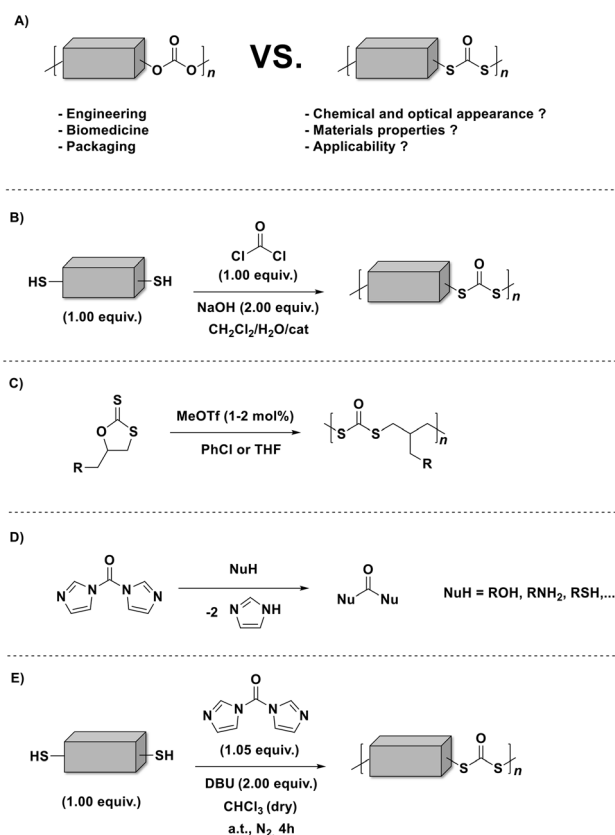 A)
O
O O n
VS.
O
S S n
- Engineering
- Biomedicine
- Packaging
- Chemical and optical appearance ?
- Materials properties ?
- Applicability ?
B)
HS SH
(1.00 equiv.)
O
Cl Cl
(1.00 equiv.)
NaOH (2.00 equiv.)
CH2Cl2/H2O/cat
O
S S n
C)
S
O S
R
MeOTf (1-2 mol%)
PhCl or THF
O
S S n
R
D)
O
N N N N
NuH
-2 N NH
O
Nu Nu
NuH = ROH, RNH2, RSH,...
E)
HS SH
(1.00 equiv.)
O
N N N N
(1.05 equiv.)
DBU (2.00 equiv.)
CHCl3 (dry)
a.t., N2, 4h
O
S S n